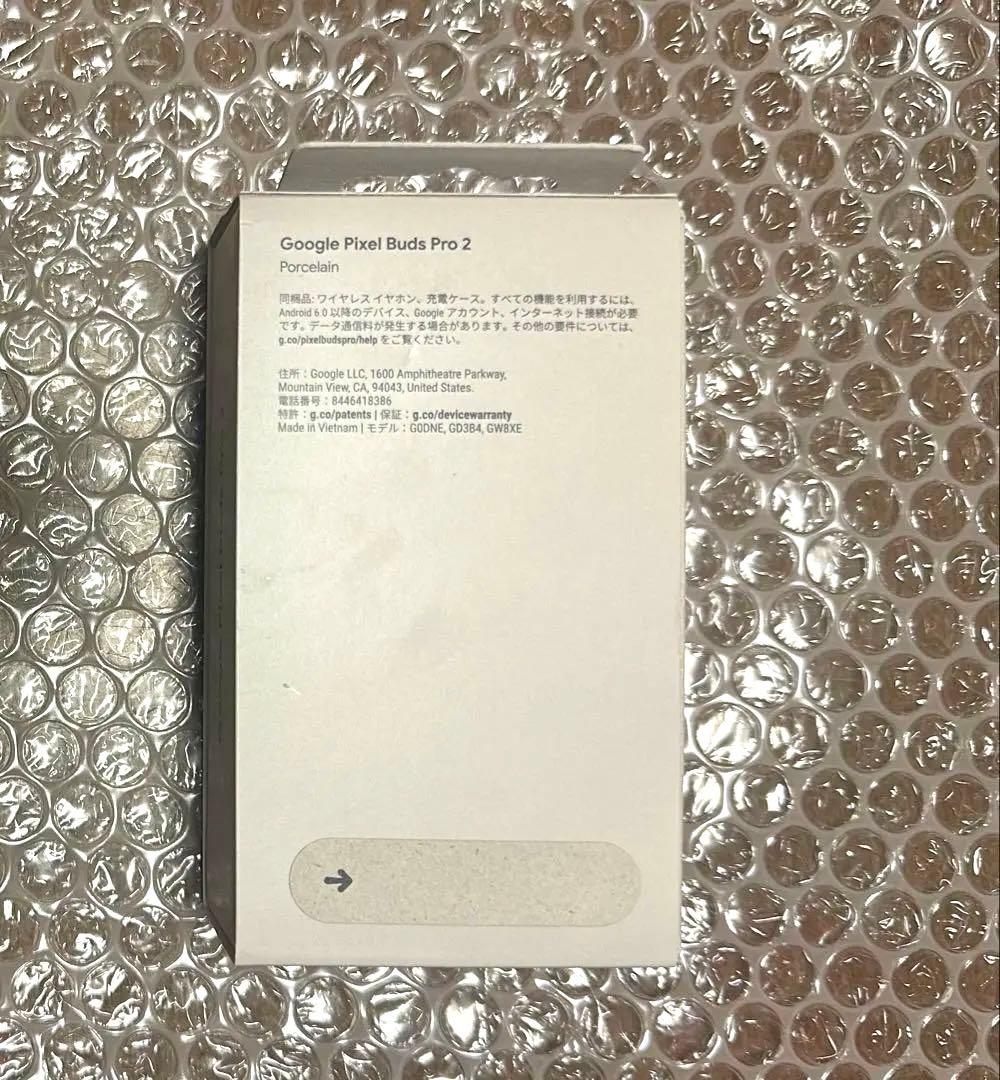 Google Pixel Buds Pro 2
Porcelain
同梱品: ワイヤレス イヤホン、充電ケース。すべての機能を利用するには、
Android 6.0 以降のデバイス、Google アカウント、インターネット接続が必要
です。データ通信料が発生する場合があります。その他の要件については、
g.co/pixelbudspro/help をご覧ください。
住所：Google LLC, 1600 Amphitheatre Parkway,
Mountain View, CA, 94043, United States.
電話番号：8446418386
特許：g.co/patents | 保証：g.co/devicewarranty
Made in Vietnam | モデル：G0DNE, GD3B4, GW8XE